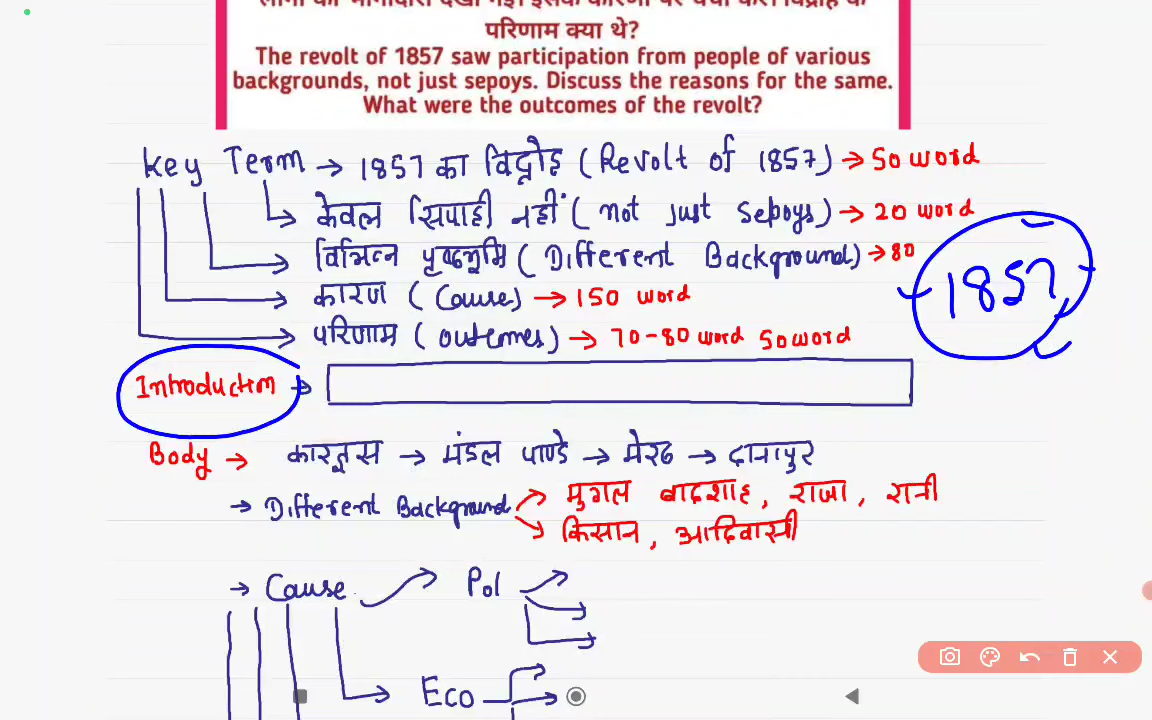 परिणाम क्या थे?
The revolt of 1857 saw participation from people of various
backgrounds, not just sepoys. Discuss the reasons for the same.
What were the outcomes of the revolt?
key Term → 1857 का विद्रोह (Revolt of 1857) → 50 word
केवल सिपाही नहीं (not just sepoys) → 20 word
विभिन्न पृष्ठभूमि (Different Background) → 80
1857
कारण (Cause) → 150 word
परिणाम (outcomes) → 70-80 word 50 word
Introduction →
Body → कारतूस → मंडल पाण्डे → मेरठ → दानापुर
→ Different Background → मुगल बादशाह, राजा, रानी
→ किसान, आदिवासी
→ Cause Pol
Eco